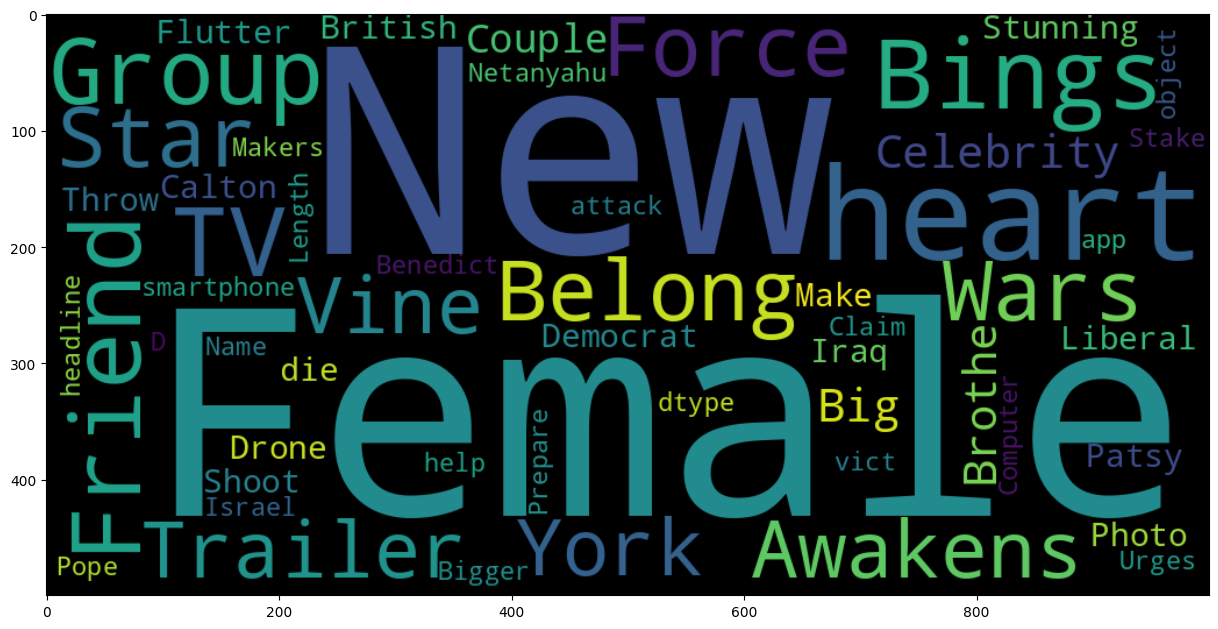 0
200
400
600
800
0
100
200
300
400
New
Female
Group
Flutter
British
Couple
Netanyahu
Force
Stunning
Bings
object
Star
Makers
Celebrity
Stake
Throw
Calton
Length
attack
heart
TV
app
Friend
Benedict
smartphone
Vine
Belong
Make
Wars
headline
D
Name
Democrat
Claim
Iraq
Liberal
die
Brothe
dtype
Big
Computer
Drone
help
Prepare
vict
Patsy
Shoot
Israel
Trailer
York
Awakens
Photo
Pope
Bigger
Urges